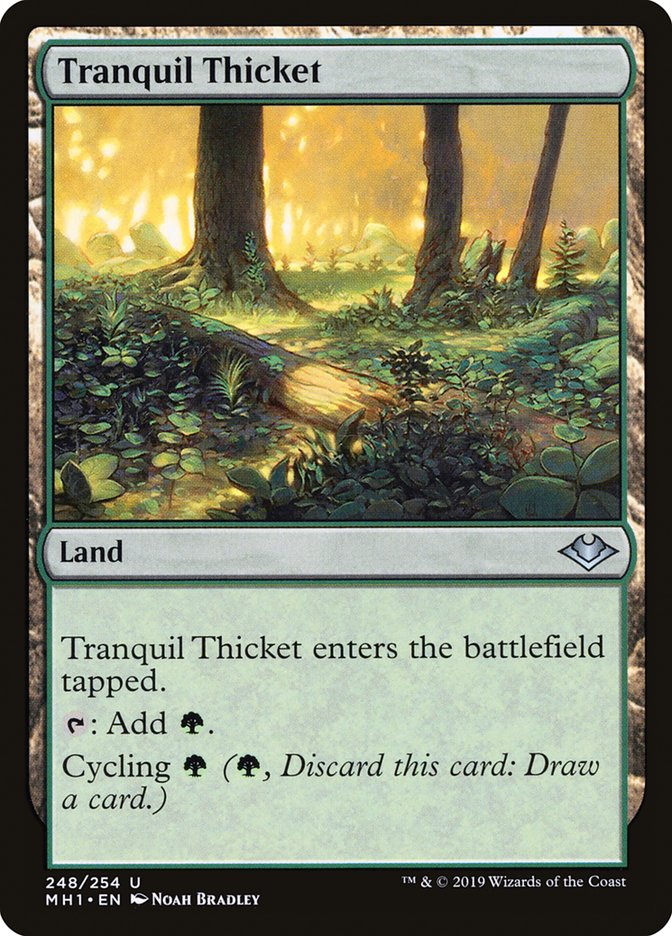 Tranquil Thicket
Land
Tranquil Thicket enters the battlefield
tapped.
: Add .
Cycling  (, Discard this card: Draw
a card.)
248/254 U
™ & © 2019 Wizards of the Coast
MH1 • EN Noah Bradley